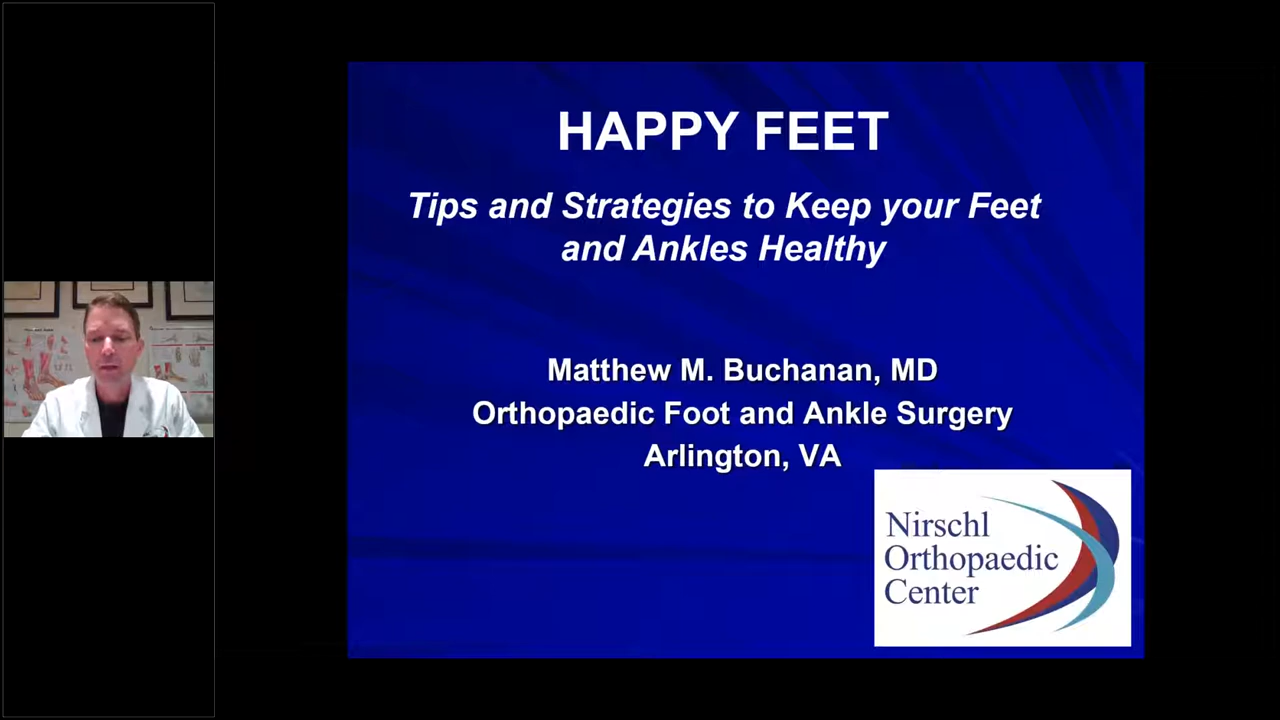 HAPPY FEET
Tips and Strategies to Keep your Feet
and Ankles Healthy
Matthew M. Buchanan, MD
Orthopaedic Foot and Ankle Surgery
Arlington, VA
Nirschl
Orthopaedic
Center